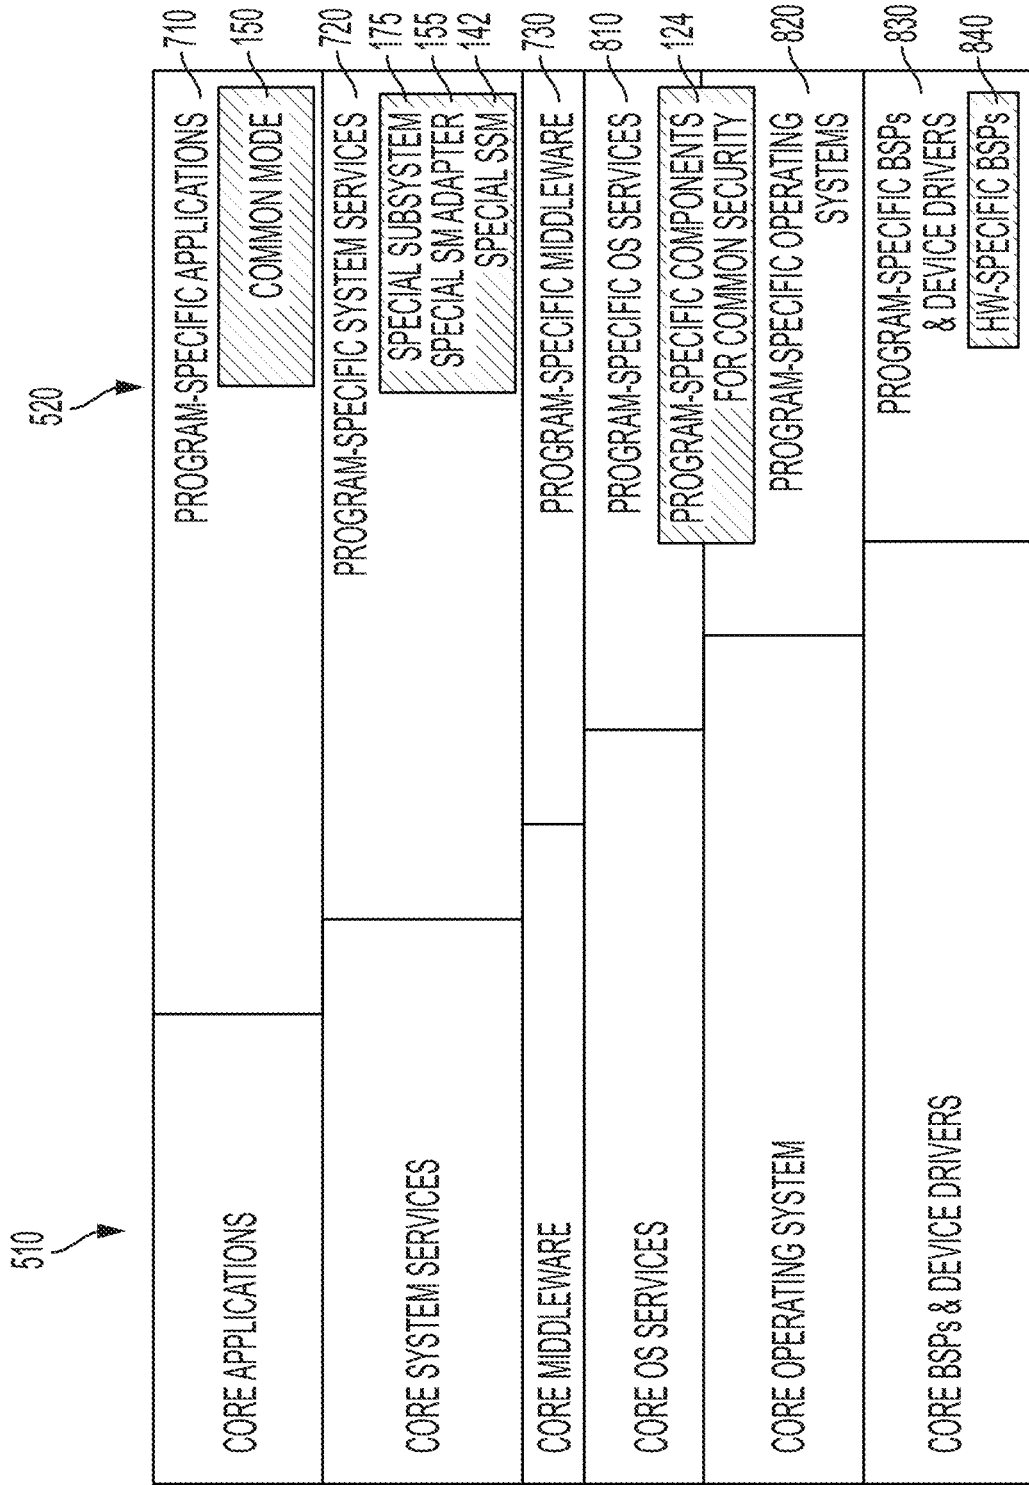 510
520
CORE APPLICATIONS
PROGRAM-SPECIFIC APPLICATIONS
710
COMMON MODE
150
CORE SYSTEM SERVICES
PROGRAM-SPECIFIC SYSTEM SERVICES
720
SPECIAL SUBSYSTEM
175
SPECIAL SM ADAPTER
155
SPECIAL SSM
142
CORE MIDDLEWARE
PROGRAM-SPECIFIC MIDDLEWARE
730
CORE OS SERVICES
PROGRAM-SPECIFIC OS SERVICES
810
PROGRAM-SPECIFIC COMPONENTS
FOR COMMON SECURITY
124
CORE OPERATING SYSTEM
PROGRAM-SPECIFIC OPERATING
SYSTEMS
820
CORE BSPs & DEVICE DRIVERS
PROGRAM-SPECIFIC BSPs
& DEVICE DRIVERS
830
HW-SPECIFIC BSPs
840